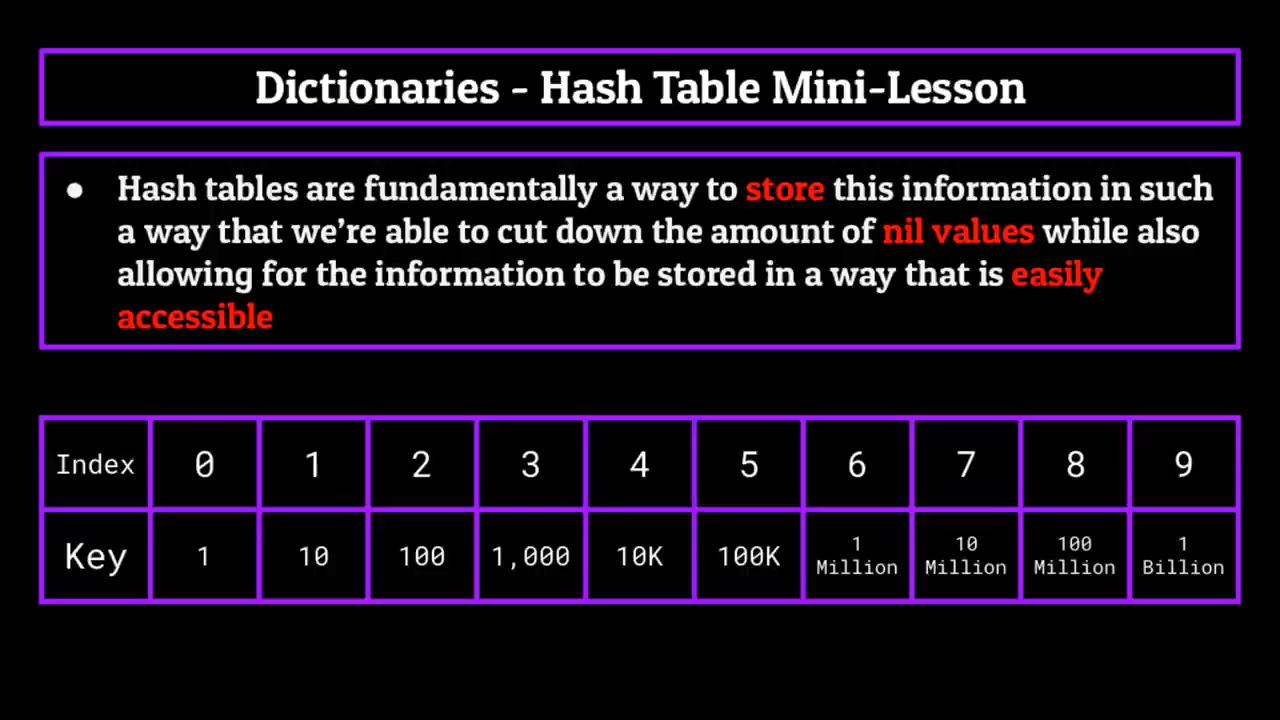 Dictionaries - Hash Table Mini-Lesson
● Hash tables are fundamentally a way to store this information in such
a way that we’re able to cut down the amount of nil values while also
allowing for the information to be stored in a way that is easily
accessible
Index 0 1 2 3 4 5 6 7 8 9
Key 1 10 100 1,000 10K 100K 1 Million 10 Million 100 Million 1 Billion